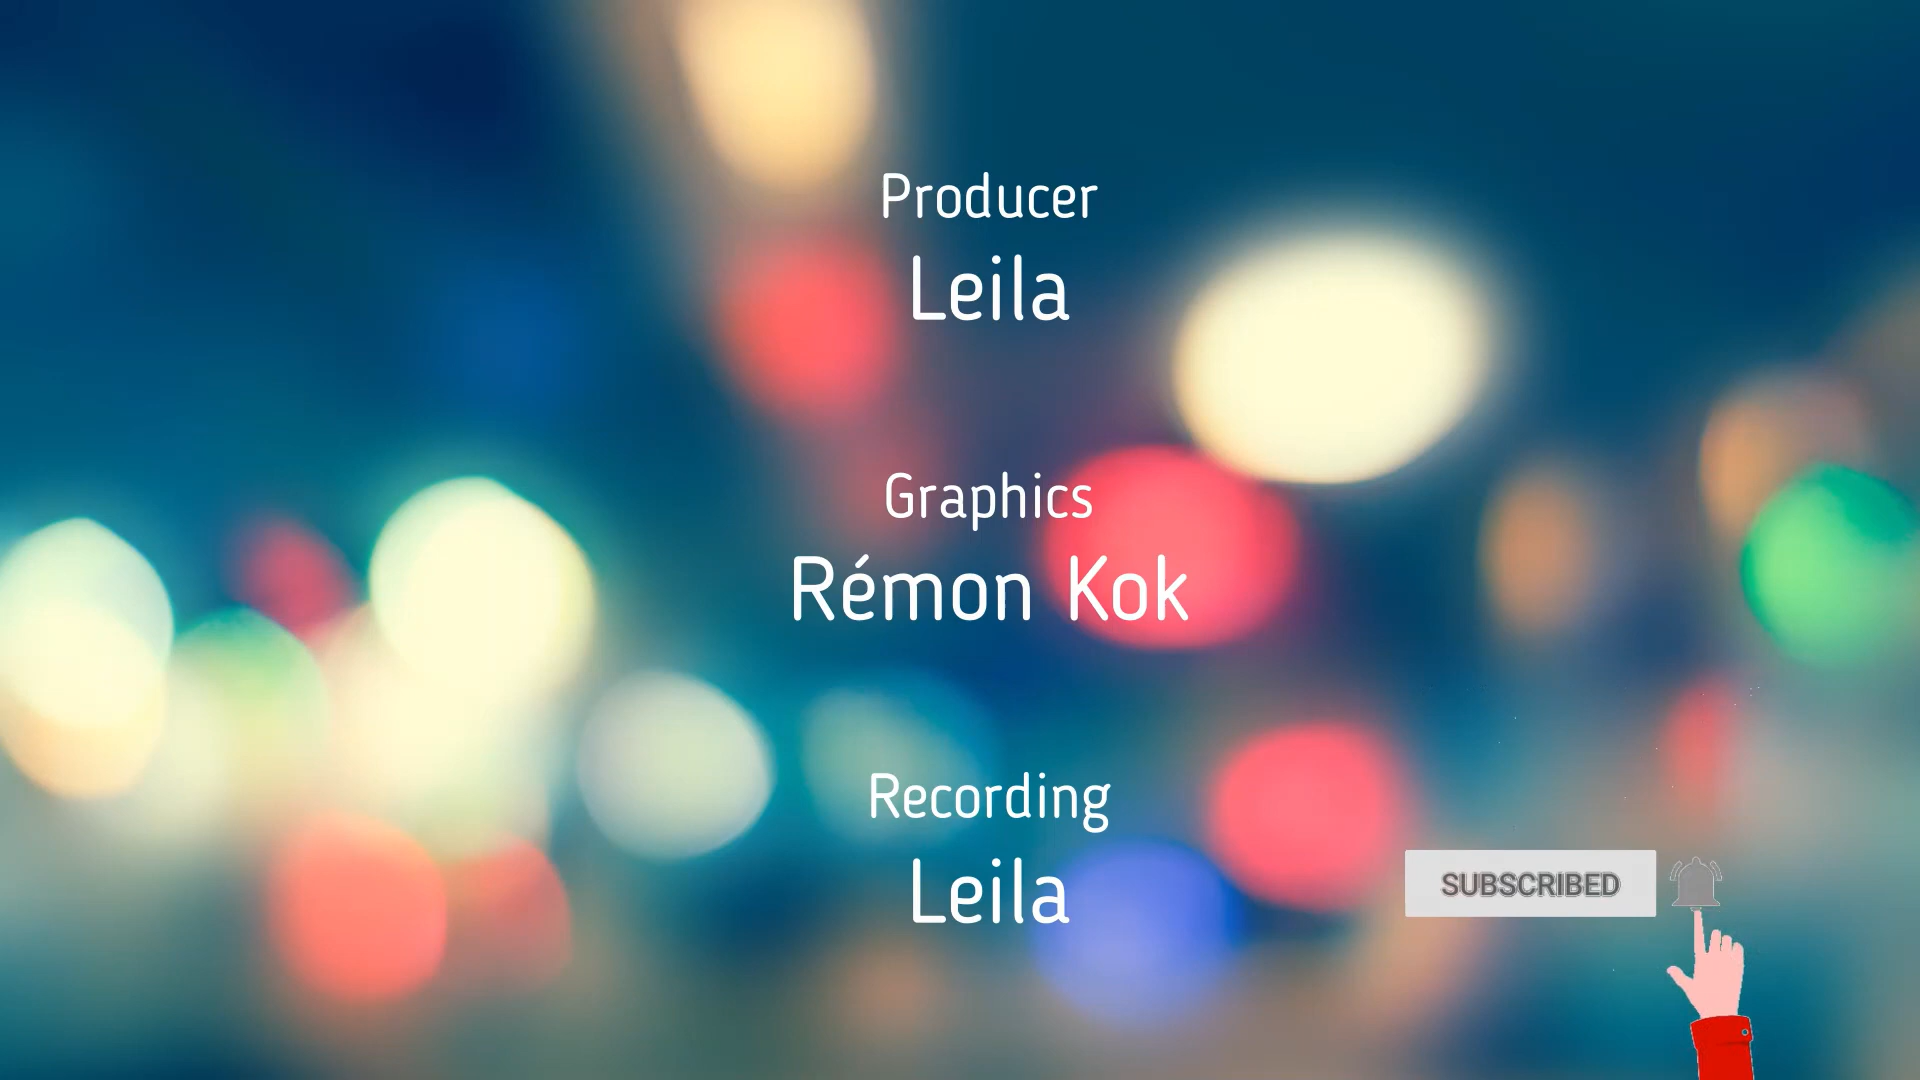 Producer
Leila
Graphics
Rémon Kok
Recording
Leila
SUBSCRIBED